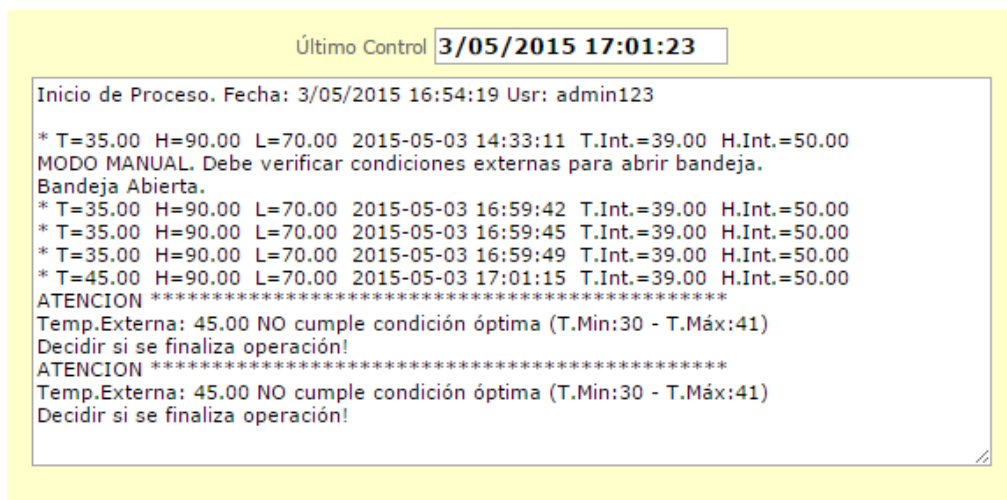 Último Control 3/05/2015 17:01:23
Inicio de Proceso. Fecha: 3/05/2015 16:54:19 Usr: admin123
* T=35.00 H=90.00 L=70.00 2015-05-03 14:33:11 T.Int.=39.00 H.Int.=50.00
MODO MANUAL. Debe verificar condiciones externas para abrir bandeja.
Bandeja Abierta.
* T=35.00 H=90.00 L=70.00 2015-05-03 16:59:42 T.Int.=39.00 H.Int.=50.00
* T=35.00 H=90.00 L=70.00 2015-05-03 16:59:45 T.Int.=39.00 H.Int.=50.00
* T=35.00 H=90.00 L=70.00 2015-05-03 16:59:49 T.Int.=39.00 H.Int.=50.00
* T=45.00 H=90.00 L=70.00 2015-05-03 17:01:15 T.Int.=39.00 H.Int.=50.00
ATENCION ***********************************************
Temp.Externa: 45.00 NO cumple condición óptima (T.Min:30 - T.Máx:41)
Decidir si se finaliza operación!
ATENCION ***********************************************
Temp.Externa: 45.00 NO cumple condición óptima (T.Min:30 - T.Máx:41)
Decidir si se finaliza operación!